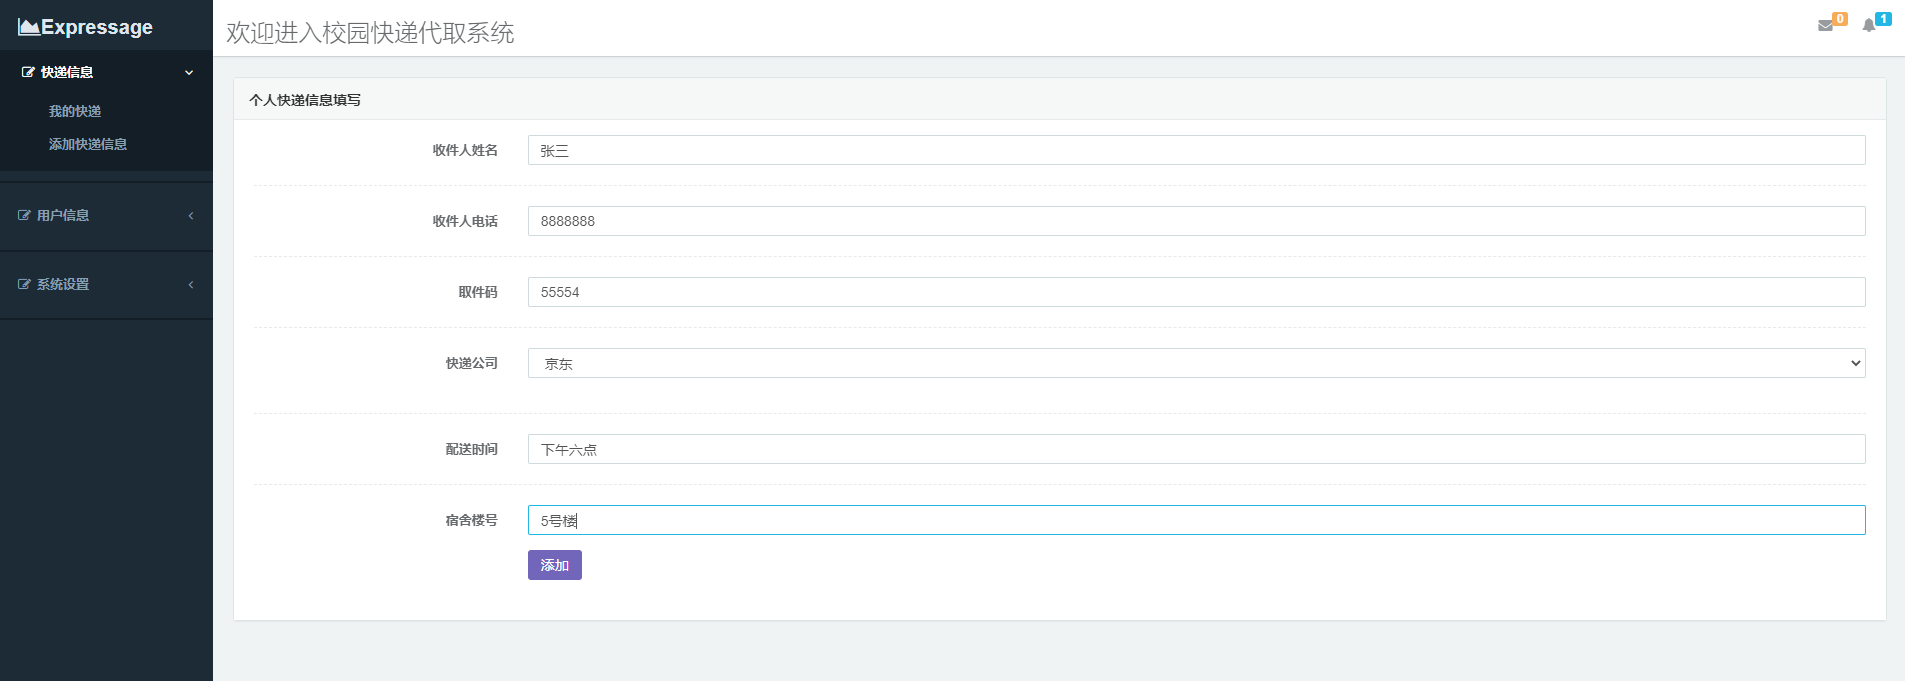 Expressage
欢迎进入校园快递代取系统
0
1
快递信息
我的快递
添加快递信息
用户信息
系统设置
个人快递信息填写
收件人姓名 张三
收件人电话 8888888
取件码 55554
快递公司 京东
配送时间 下午六点
宿舍楼号 5号楼
添加